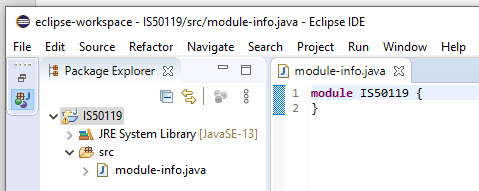 eclipse-workspace - IS50119/src/module-info.java - Eclipse IDE
File Edit Source Refactor Navigate Search Project Run Window Help
Package Explorer
IS50119
JRE System Library [JavaSE-13]
src
module-info.java
module-info.java
1 module IS50119 {
2 }